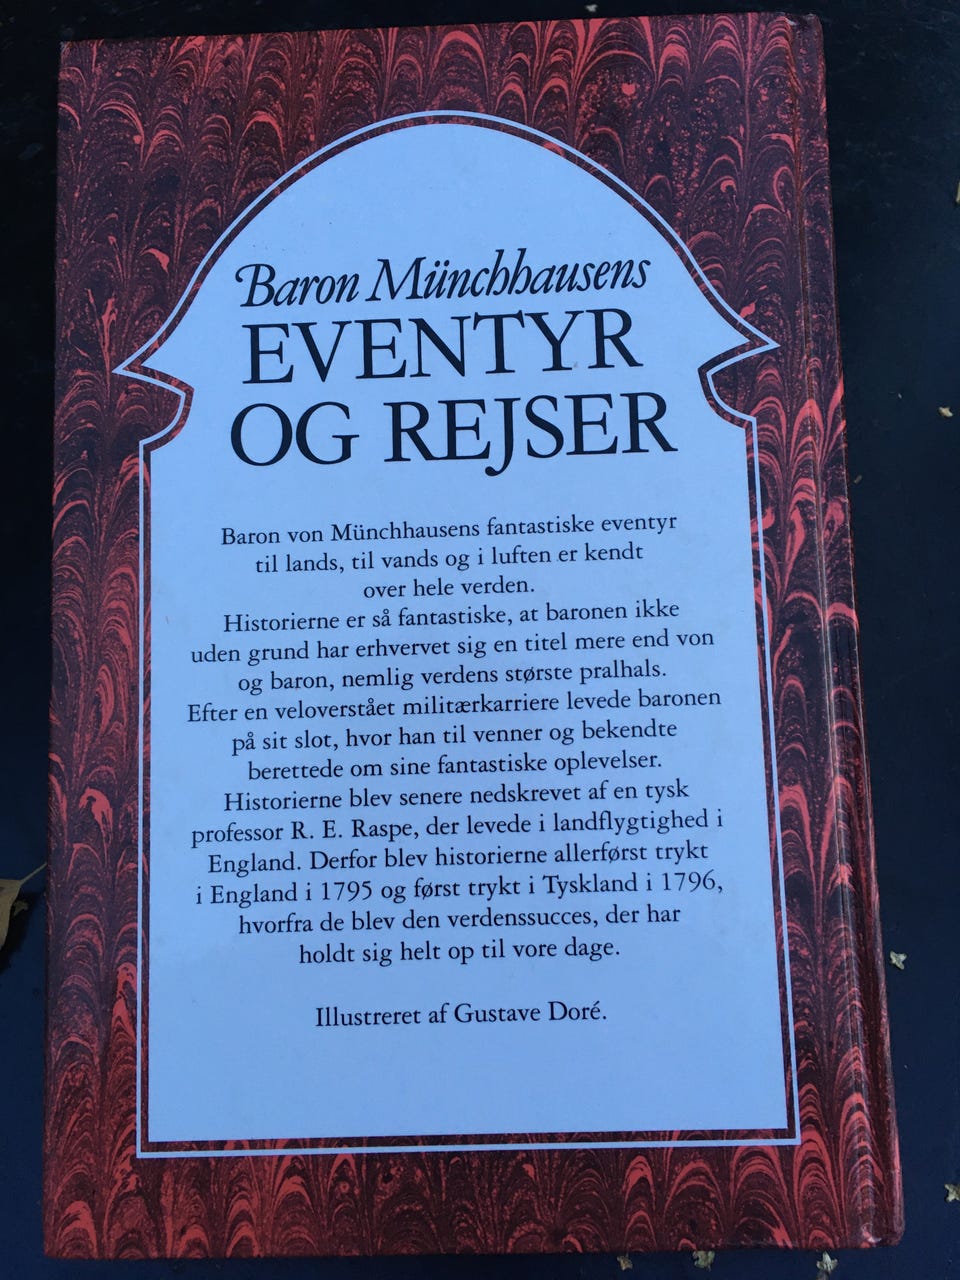 Baron Münchhausens
EVENTYR
OG REJSER
Baron von Münchhausens fantastiske eventyr
til lands, til vands og i luften er kendt
over hele verden.
Historierne er så fantastiske, at baronen ikke
uden grund har erhvervet sig en titel mere end von
og baron, nemlig verdens største pralhals.
Efter en veloverstået militærkarriere levede baronen
på sit slot, hvor han til venner og bekendte
berettede om sine fantastiske oplevelser.
Historierne blev senere nedskrevet af en tysk
professor R. E. Raspe, der levede i landflygtighed i
England. Derfor blev historierne allerførst trykt
i England i 1795 og først trykt i Tyskland i 1796,
hvorfra de blev den verdenssucces, der har
holdt sig helt op til vore dage.
Illustreret af Gustave Doré.